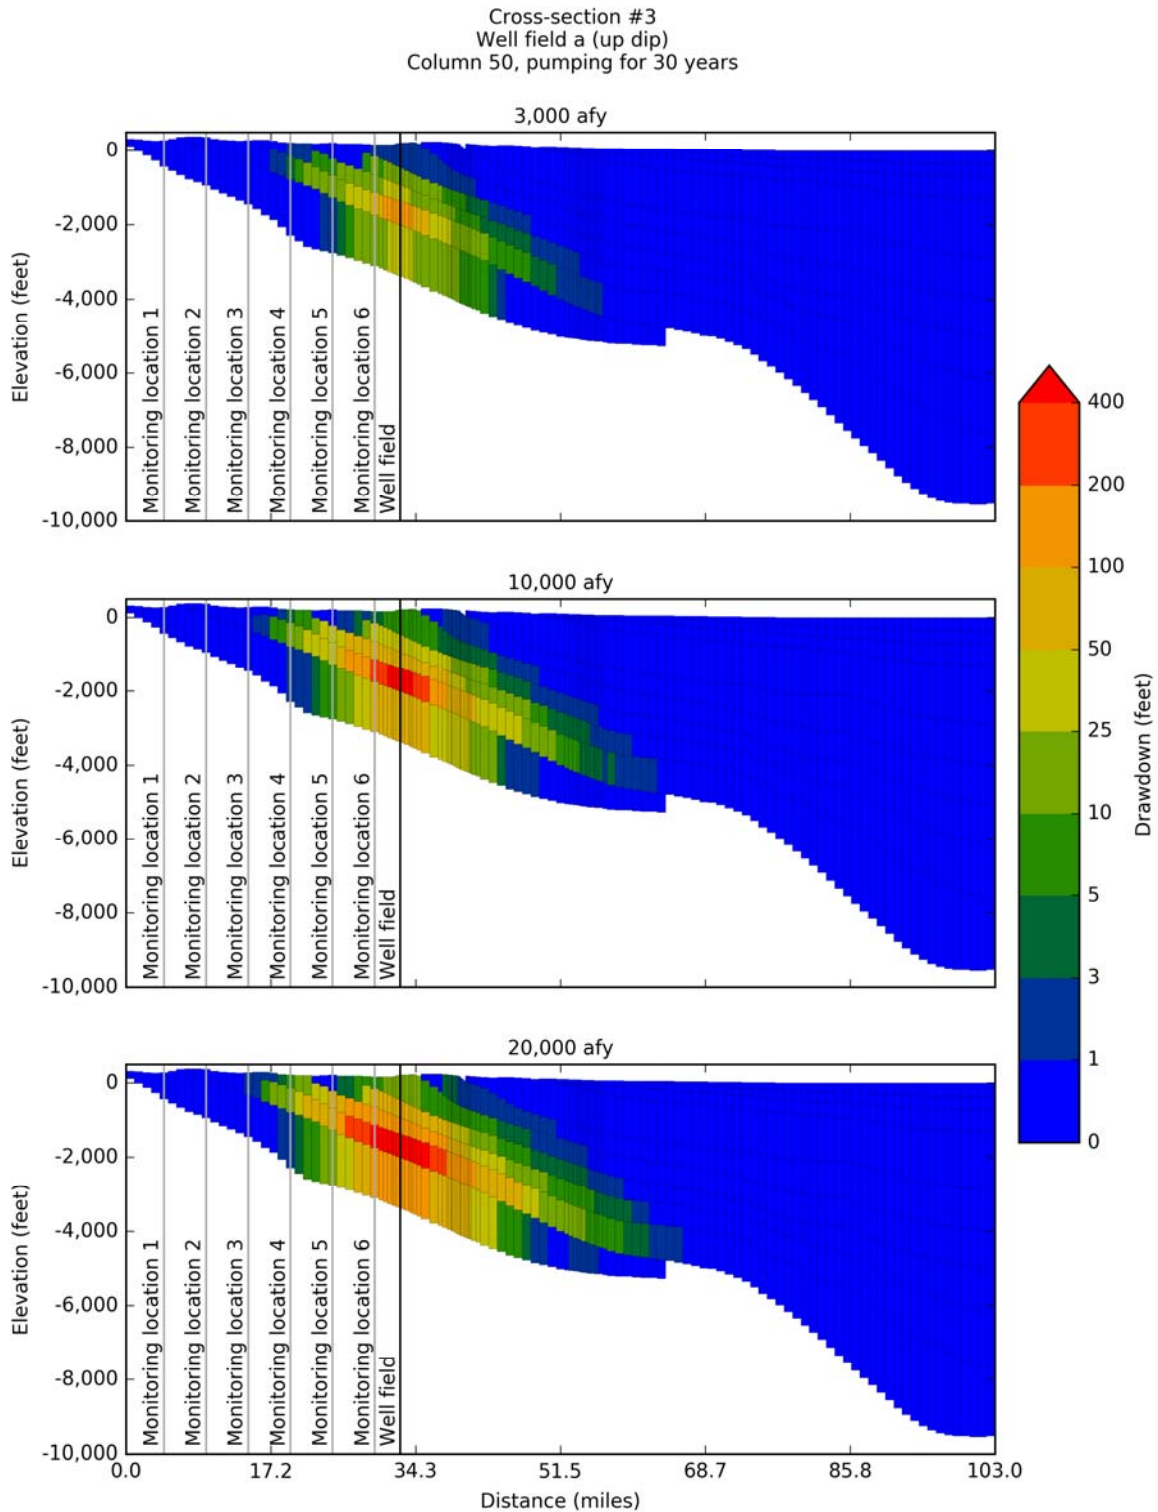 Cross-section #3
Well field a (up dip)
Column 50, pumping for 30 years
3,000 afy
0
-2,000
-4,000
-6,000
-8,000
-10,000
Elevation (feet)
Monitoring location 1
Monitoring location 2
Monitoring location 3
Monitoring location 4
Monitoring location 5
Monitoring location 6
Well field
10,000 afy
0
-2,000
-4,000
-6,000
-8,000
-10,000
Elevation (feet)
Monitoring location 1
Monitoring location 2
Monitoring location 3
Monitoring location 4
Monitoring location 5
Monitoring location 6
Well field
20,000 afy
0
-2,000
-4,000
-6,000
-8,000
-10,000
Elevation (feet)
Monitoring location 1
Monitoring location 2
Monitoring location 3
Monitoring location 4
Monitoring location 5
Monitoring location 6
Well field
0.0 17.2 34.3 51.5 68.7 85.8 103.0
Distance (miles)
400
200
100
50
25
10
5
3
1
0
Drawdown (feet)